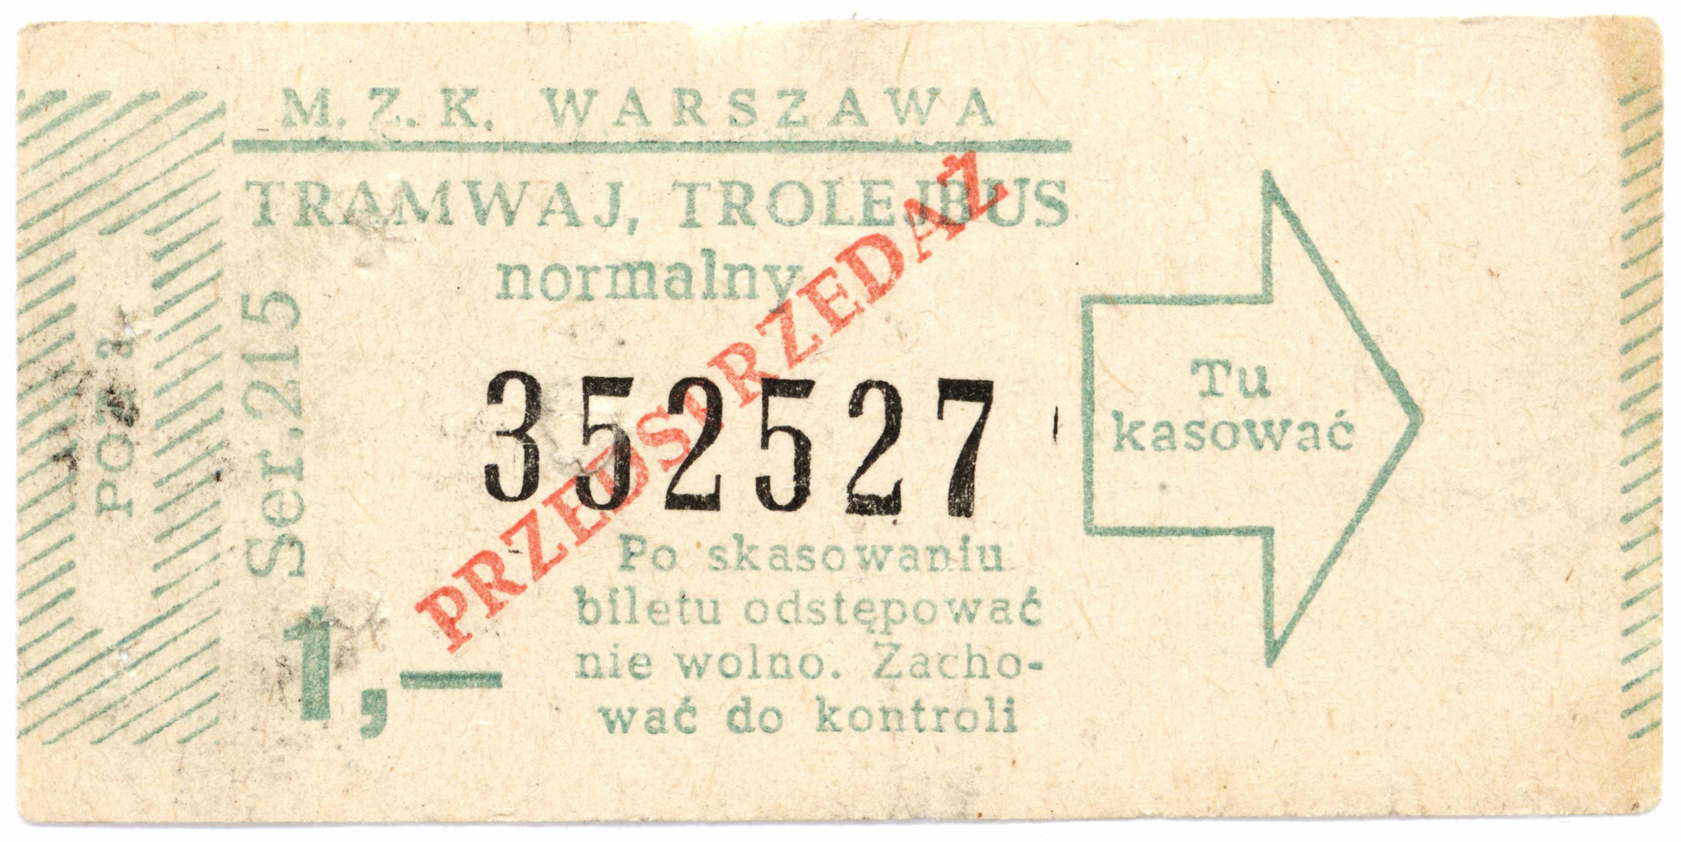 M. Z. K. WARSZAWA
TRAMWAJ, TROLEJBUS
normalny
PRZEDSPRZEDAŻ
Ser. 215
352527
1,—
Po skasowaniu
biletu odstępować
nie wolno. Zacho-
wać do kontroli
Tu
kasować